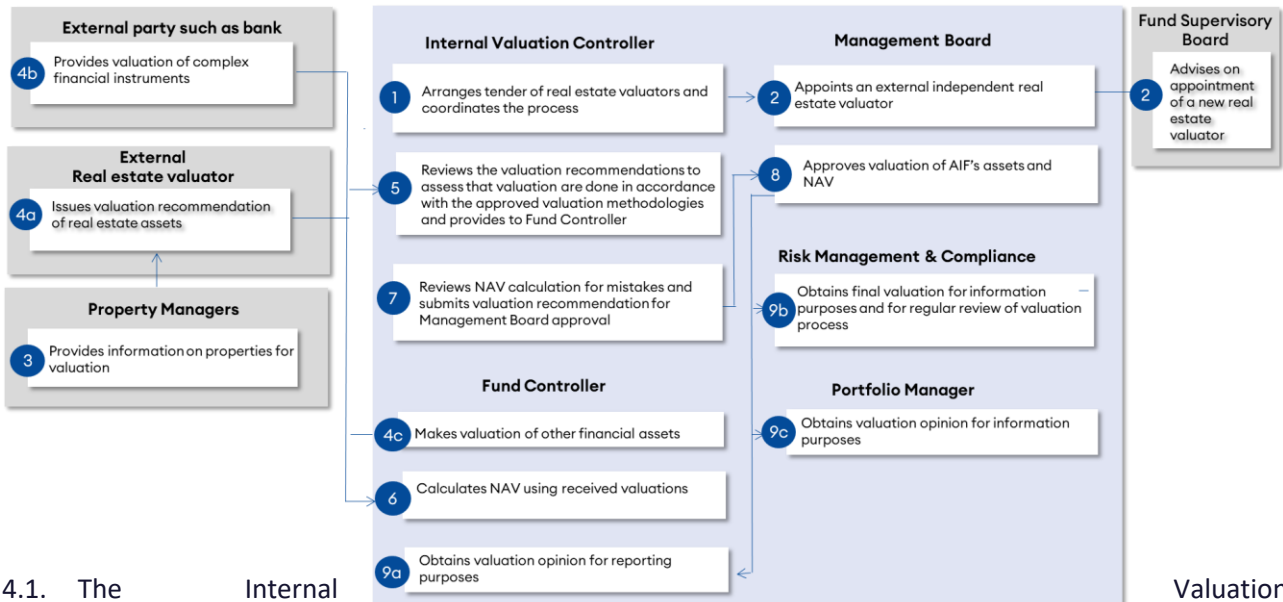 External party such as bank
4b
Provides valuation of complex
financial instruments
External
Real estate valuator
4a
Issues valuation recommendation
of real estate assets
Property Managers
3
Provides information on properties for
valuation
Internal Valuation Controller
1
Arranges tender of real estate valuators and
coordinates the process
5
Reviews the valuation recommendations to
assess that valuation are done in accordance
with the approved valuation methodologies
and provides to Fund Controller
7
Reviews NAV calculation for mistakes and
submits valuation recommendation for
Management Board approval
Fund Controller
4c
Makes valuation of other financial assets
6
Calculates NAV using received valuations
9a
Obtains valuation opinion for reporting
purposes
Management Board
2
Appoints an external independent real
estate valuator
8
Approves valuation of AIF's assets and
NAV
Risk Management & Compliance
9b
Obtains final valuation for information
purposes and for regular review of valuation
process
Portfolio Manager
9c
Obtains valuation opinion for information
purposes
Fund Supervisory
Board
2
Advises on
appointment
of a new real
estate
valuator
4.1. The Internal Valuation